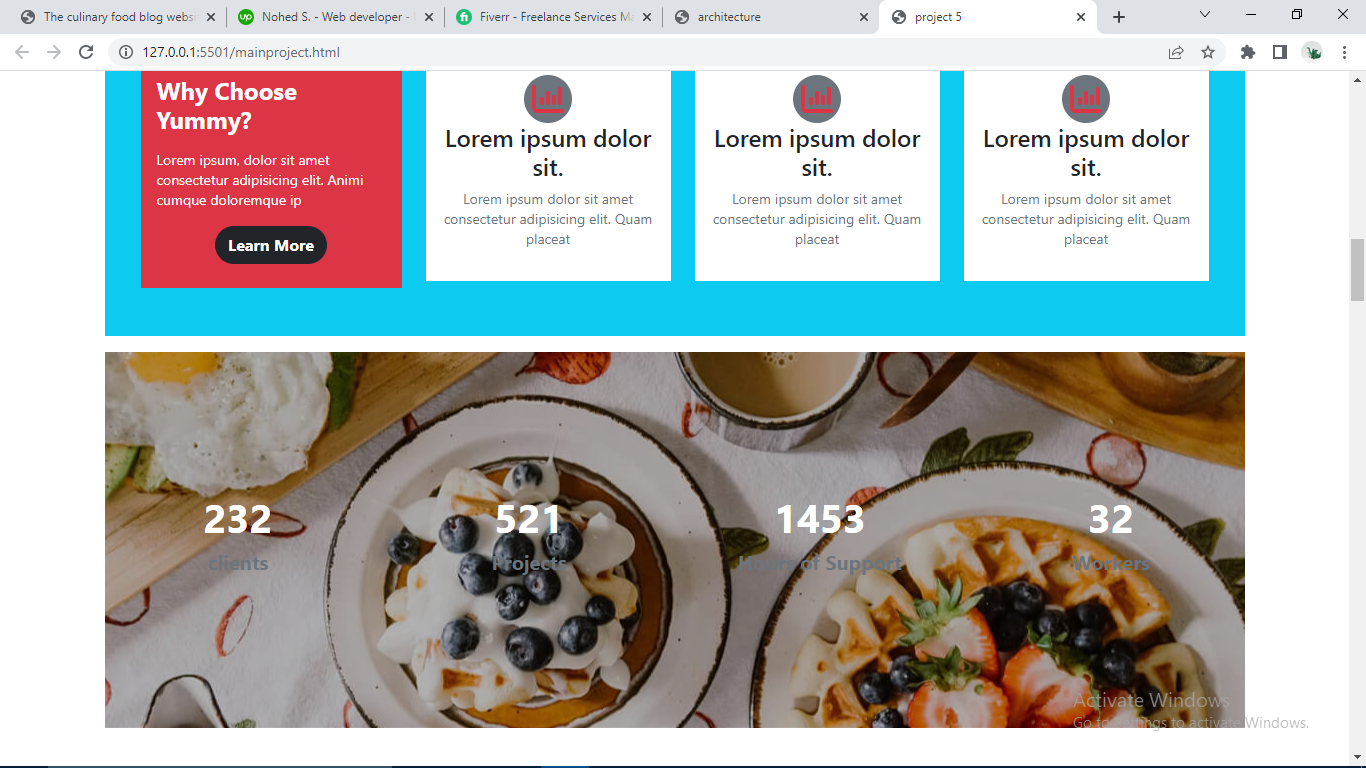 The culinary food blog websi
Nohed S. - Web developer -
Fiverr - Freelance Services Ma
architecture
project 5
127.0.0.1:5501/mainproject.html
Why Choose
Yummy?
Lorem ipsum, dolor sit amet
consectetur adipisicing elit. Animi
cumque doloremque ip
Learn More
Lorem ipsum dolor
sit.
Lorem ipsum dolor sit amet
consectetur adipisicing elit. Quam
placeat
Lorem ipsum dolor
sit.
Lorem ipsum dolor sit amet
consectetur adipisicing elit. Quam
placeat
Lorem ipsum dolor
sit.
Lorem ipsum dolor sit amet
consectetur adipisicing elit. Quam
placeat
232
clients
521
Projects
1453
Hours of Support
32
Workers
Activate Windows
Go to Settings to activate Windows.